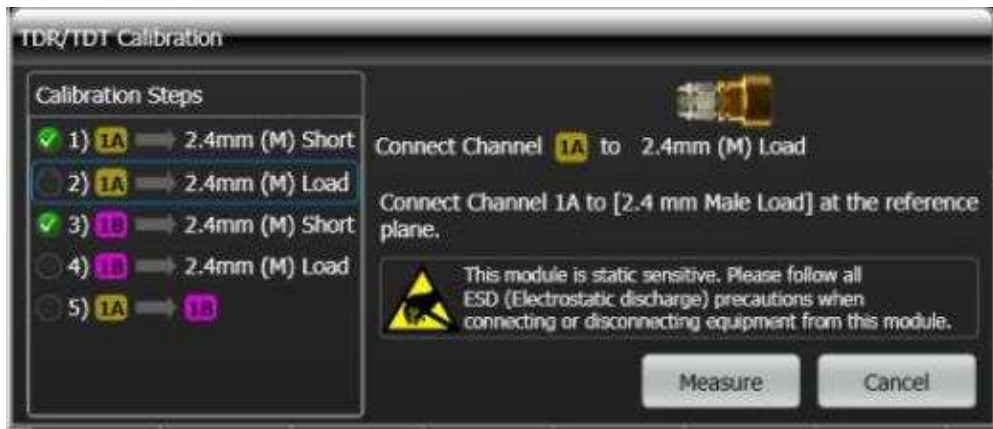 TDR/TDT Calibration
Calibration Steps
1) 1A 2.4mm (M) Short
2) 1A 2.4mm (M) Load
3) 1B 2.4mm (M) Short
4) 1B 2.4mm (M) Load
5) 1A 1B
Connect Channel 1A to 2.4mm (M) Load
Connect Channel 1A to [2.4 mm Male Load] at the reference
plane.
This module is static sensitive. Please follow all
ESD (Electrostatic discharge) precautions when
connecting or disconnecting equipment from this module.
Measure
Cancel